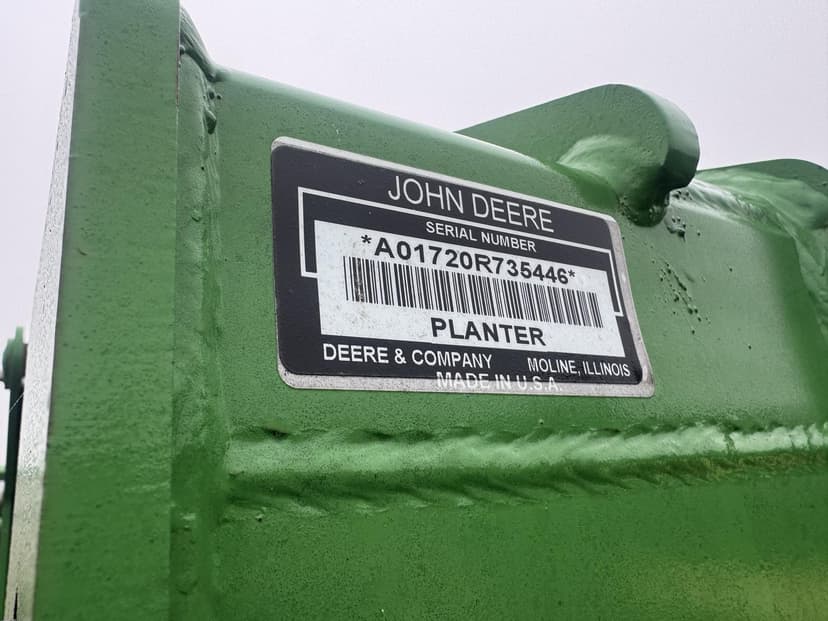 JOHN DEERE
SERIAL NUMBER
*A01720R735446*
PLANTER
DEERE & COMPANY MOLINE, ILLINOIS
MADE IN U.S.A.